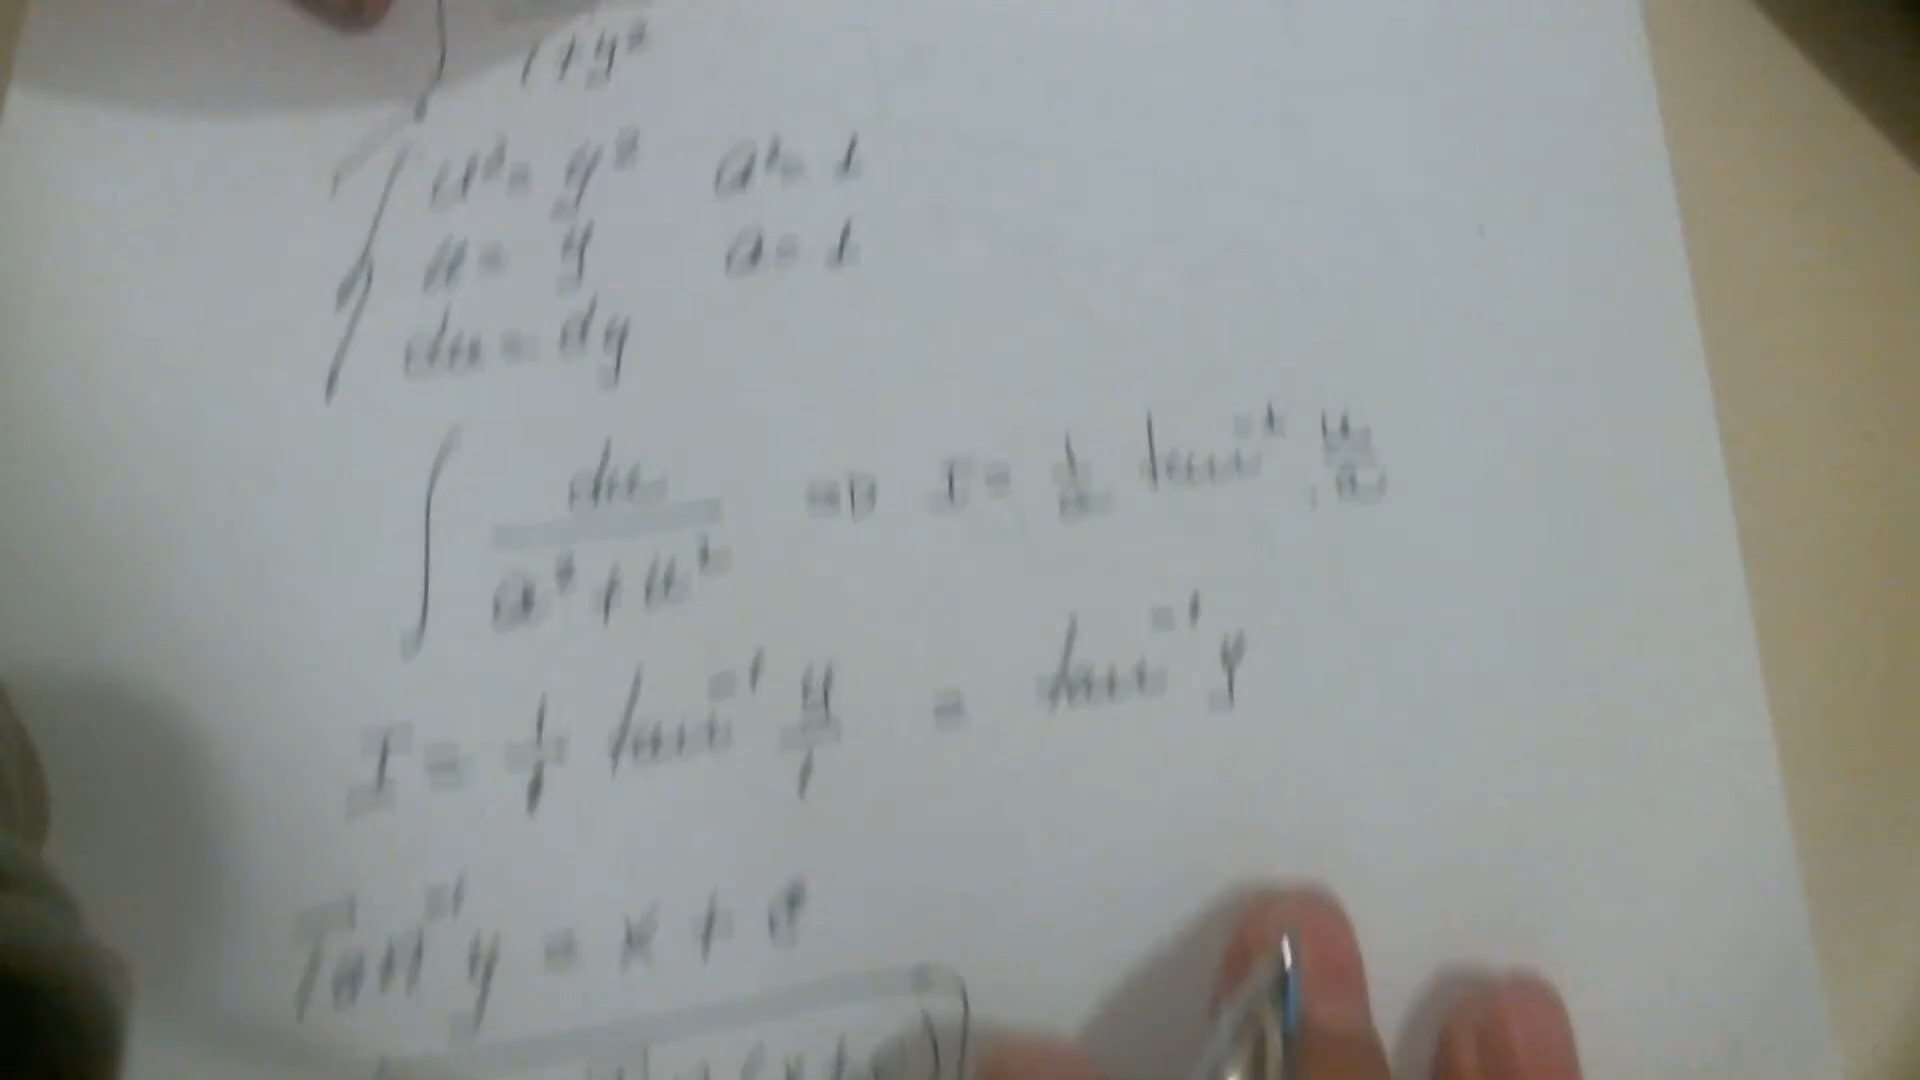 1+y²
u² = y² a² = 1
u = y a = 1
du = dy
∫ du / a² + u² ⇒ I = 1/a tan⁻¹ u/a
I = 1/1 tan⁻¹ y/1 = tan⁻¹ y
Tan⁻¹ y = x + c